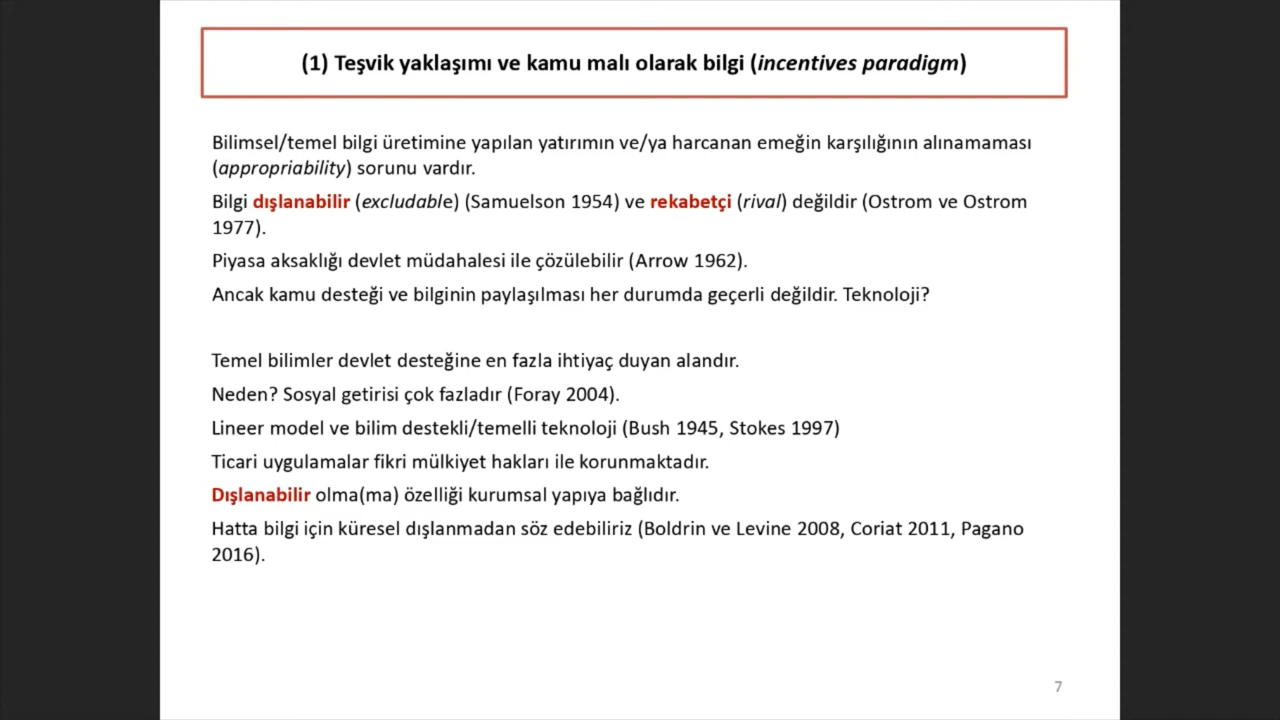 (1) Teşvik yaklaşımı ve kamu malı olarak bilgi (incentives paradigm)
Bilimsel/temel bilgi üretimine yapılan yatırımın ve/ya harcanan emeğin karşılığının alınamaması
(appropriability) sorunu vardır.
Bilgi dışlanabilir (excludable) (Samuelson 1954) ve rekabetçi (rival) değildir (Ostrom ve Ostrom
1977).
Piyasa aksaklığı devlet müdahalesi ile çözülebilir (Arrow 1962).
Ancak kamu desteği ve bilginin paylaşılması her durumda geçerli değildir. Teknoloji?
Temel bilimler devlet desteğine en fazla ihtiyaç duyan alandır.
Neden? Sosyal getirisi çok fazladır (Foray 2004).
Lineer model ve bilim destekli/temelli teknoloji (Bush 1945, Stokes 1997)
Ticari uygulamalar fikri mülkiyet hakları ile korunmaktadır.
Dışlanabilir olma(ma) özelliği kurumsal yapıya bağlıdır.
Hatta bilgi için küresel dışlanmadan söz edebiliriz (Boldrin ve Levine 2008, Coriat 2011, Pagano
2016).
7